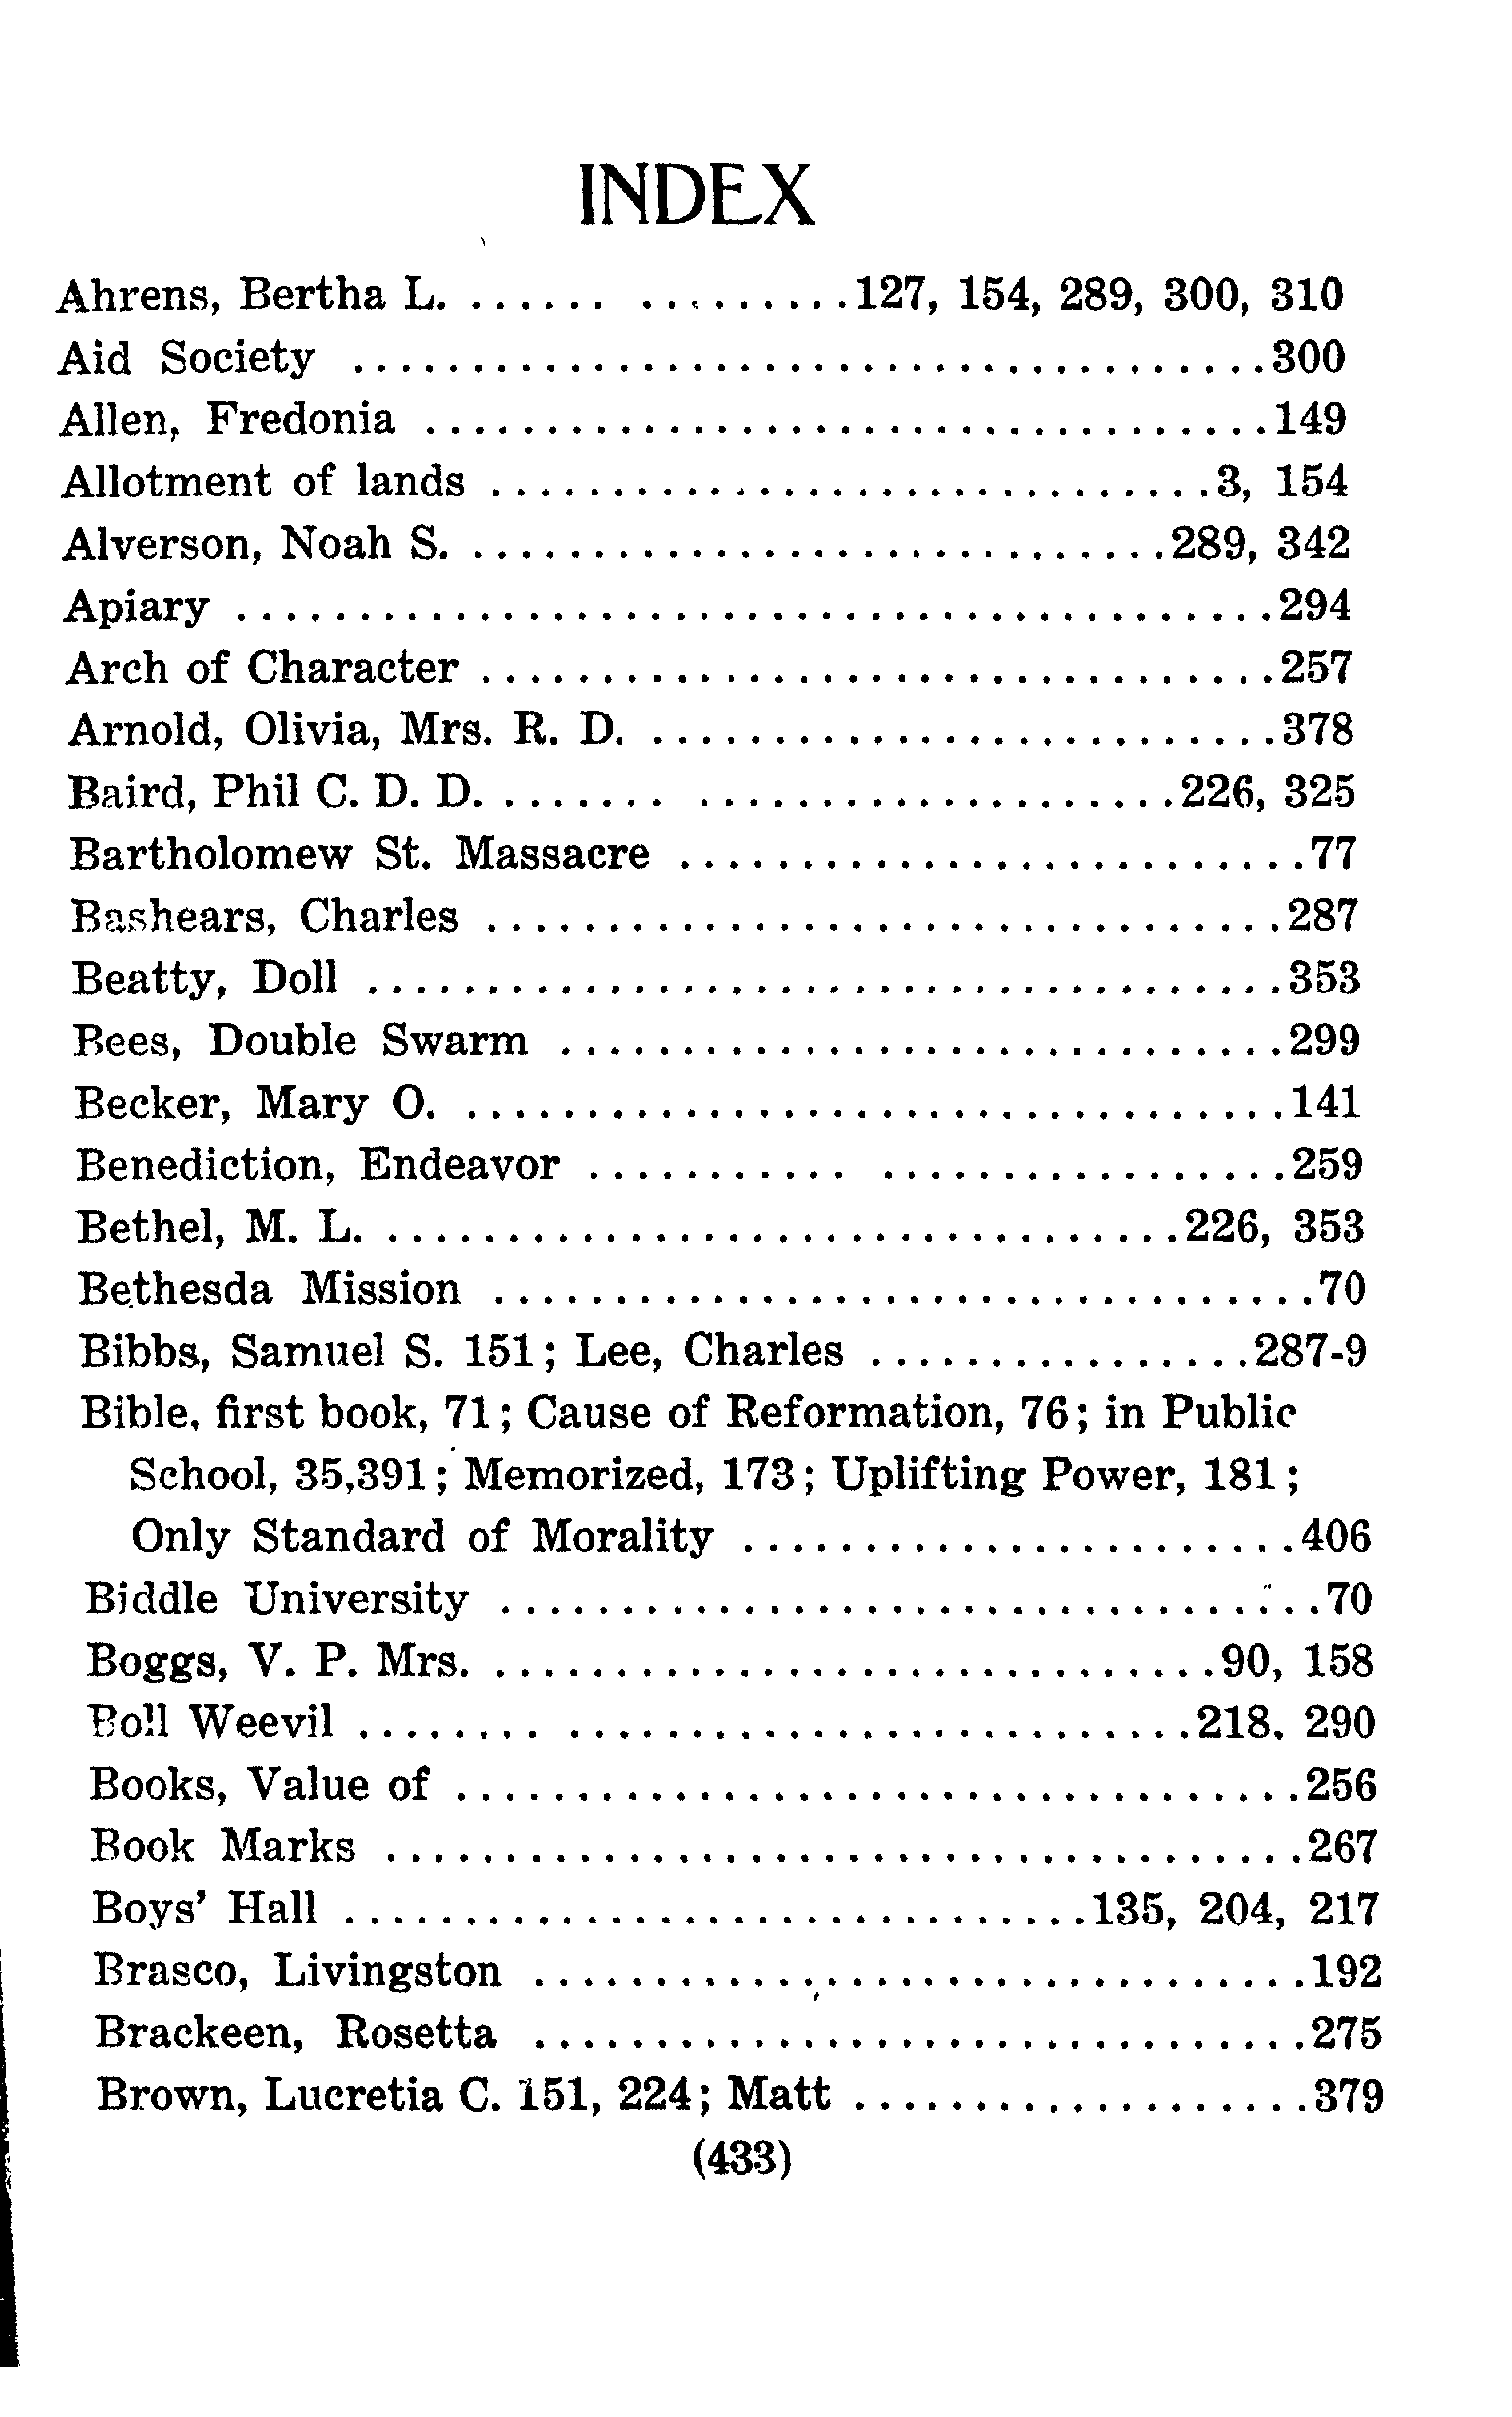 INDEX
Ahrens, Bertha L. ...... .........127, 154, 289, 300, 310
Aid Society ......................................300
Allen, Fredonia ...................................149
Allotment of lands ..............................3, 154
Alverson, Noah S. .............................289, 342
Apiary ...........................................294
Arch of Character .................................257
Arnold, Olivia, Mrs. R. D. ..........................378
Baird, Phil C. D. D. ....... ....................226, 325
Bartholomew St. Massacre ..........................77
Bashears, Charles .................................287
Beatty, Doll ......................................353
Bees, Double Swarm ..............................299
Becker, Mary O. ..................................141
Benediction, Endeavor ........... .................259
Bethel, M. L. .................................226, 353
Bethesda Mission ..................................70
Bibbs, Samuel S. 151; Lee, Charles ................287-9
Bible, first book, 71; Cause of Reformation, 76; in Public
School, 35,391; Memorized, 173; Uplifting Power, 181;
Only Standard of Morality .......................406
Biddle University ..................................70
Boggs, V. P. Mrs. ..............................90, 158
Boll Weevil ........ ..........................218, 290
Books, Value of ...................................256
Book Marks ......................................267
Boys' Hall ...............................135, 204, 217
Brasco, Livingston ................................192
Brackeen, Rosetta ................................275
Brown, Lucretia C. 151, 224; Matt ...................379
(433)